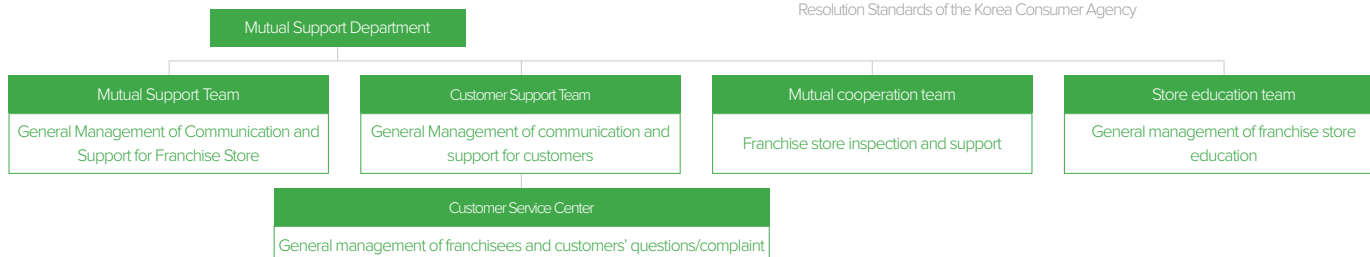 Resolution Standards of the Korea Consumer Agency
Mutual Support Department
Mutual Support Team
General Management of Communication and
Support for Franchise Store
Customer Support Team
General Management of communication and
support for customers
Mutual cooperation team
Franchise store inspection and support
Store education team
General management of franchise store
education
Customer Service Center
General management of franchisees and customers’ questions/complaint